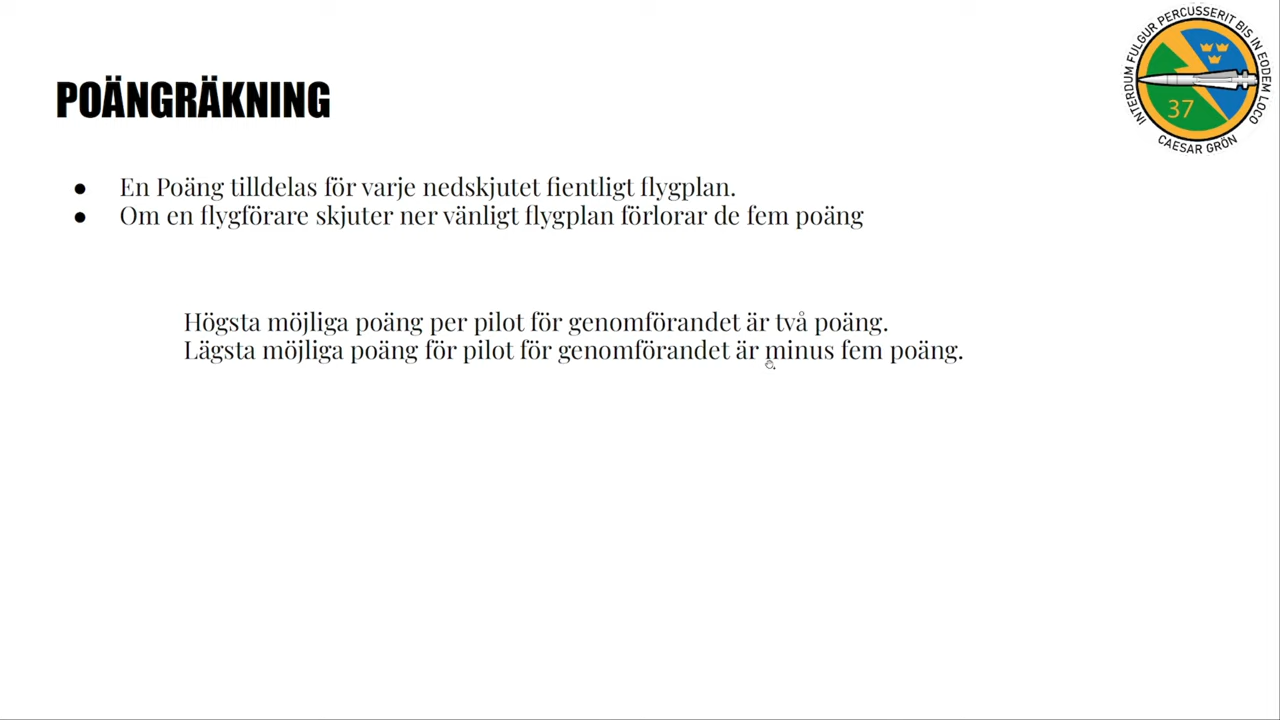 INTERDUM FULGUR PERCUSSERIT BIS IN EODEM LOCO
37
CAESAR GRÖN
POÄNGRÄKNING
● En Poäng tilldelas för varje nedskjutet fientligt flygplan.
● Om en flygförare skjuter ner vänligt flygplan förlorar de fem poäng
Högsta möjliga poäng per pilot för genomförandet är två poäng.
Lägsta möjliga poäng för pilot för genomförandet är minus fem poäng.